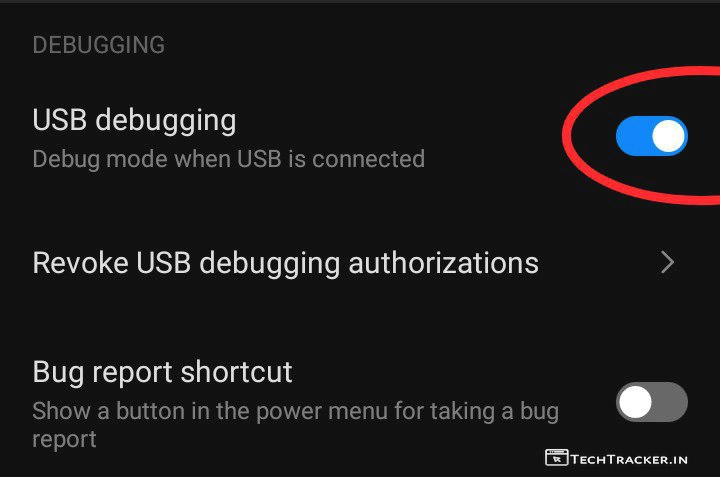 DEBUGGING
USB debugging
Debug mode when USB is connected
Revoke USB debugging authorizations
Bug report shortcut
Show a button in the power menu for taking a bug
report
TECHTRACKER.IN